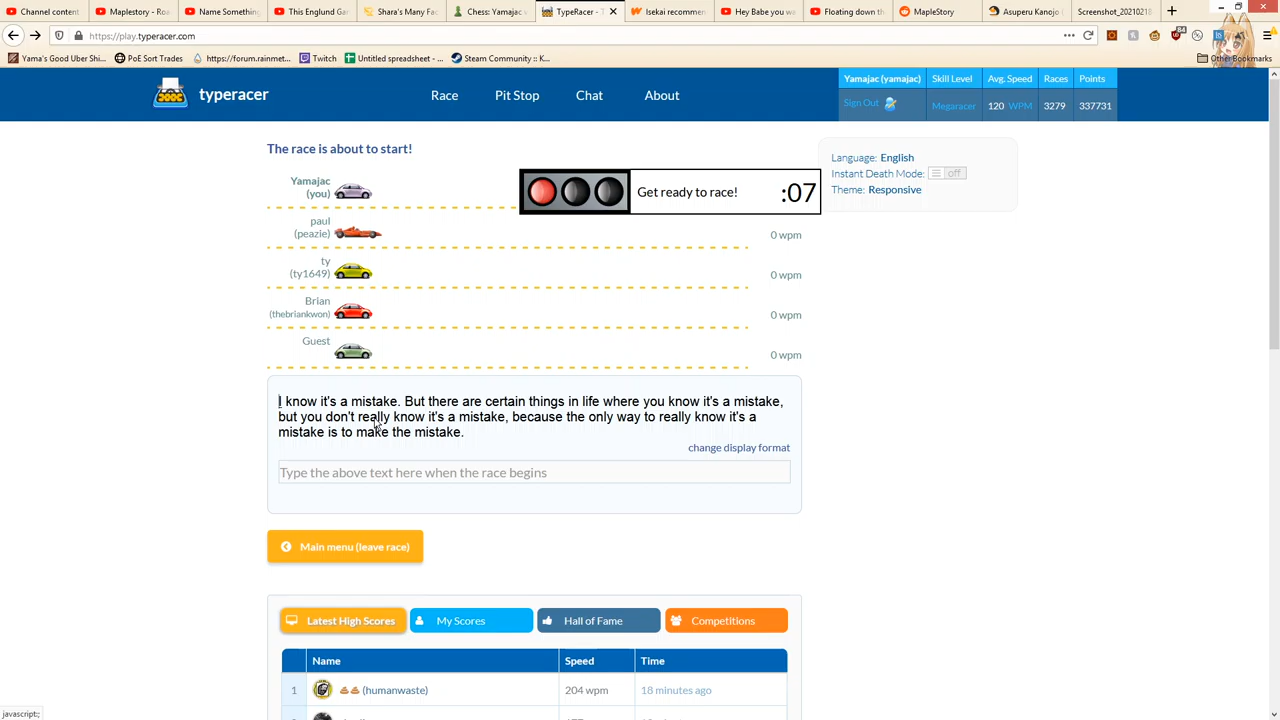 Channel content
Maplestory - Roa
Name Something
This Englund Gar
Shara's Many Fac
Chess: Yamajac v
TypeRacer - 
Isekai recommen
Hey Babe you wa
Floating down th
MapleStory
Asuperu Kanojo
Screenshot_20210218
https://play.typeracer.com
84
Yama's Good Uber Shi...
PoE Sort Trades
https://forum.rainmet...
Twitch
Untitled spreadsheet - ...
Steam Community :: K...
Other Bookmarks
typeracer
Race
Pit Stop
Chat
About
Yamajac (yamajac)
Skill Level
Avg. Speed
Races
Points
Sign Out
Megaracer
120 WPM
3279
337731
The race is about to start!
Yamajac
(you)
Get ready to race!
:07
paul
(peazie)
0 wpm
ty
(ty1649)
0 wpm
Brian
(thebriankwon)
0 wpm
Guest
0 wpm
Language: English
Instant Death Mode: off
Theme: Responsive
I know it's a mistake. But there are certain things in life where you know it's a mistake,
but you don't really know it's a mistake, because the only way to really know it's a
mistake is to make the mistake.
change display format
Type the above text here when the race begins
Main menu (leave race)
Latest High Scores
My Scores
Hall of Fame
Competitions
Name
Speed
Time
1
(humanwaste)
204 wpm
18 minutes ago
javascript:;